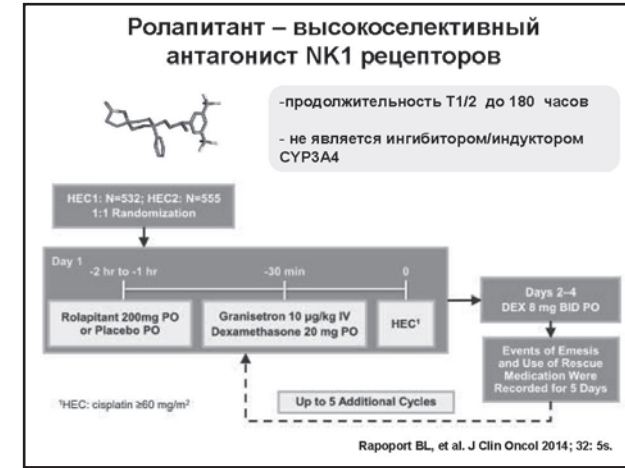 Ролапитант – высокоселективный
антагонист NK1 рецепторов
-продолжительность T1/2 до 180 часов
- не является ингибитором/индуктором
CYP3A4
HEC1: N=532; HEC2: N=555
1:1 Randomization
Day 1
-2 hr to -1 hr
-30 min
0
Rolapitant 200mg PO
or Placebo PO
Granisetron 10 µg/kg IV
Dexamethasone 20 mg PO
HEC¹
Days 2–4
DEX 8 mg BID PO
Events of Emesis
and Use of Rescue
Medication Were
Recorded for 5 Days
Up to 5 Additional Cycles
¹HEC: cisplatin ≥60 mg/m²
Rapoport BL, et al. J Clin Oncol 2014; 32: 5s.